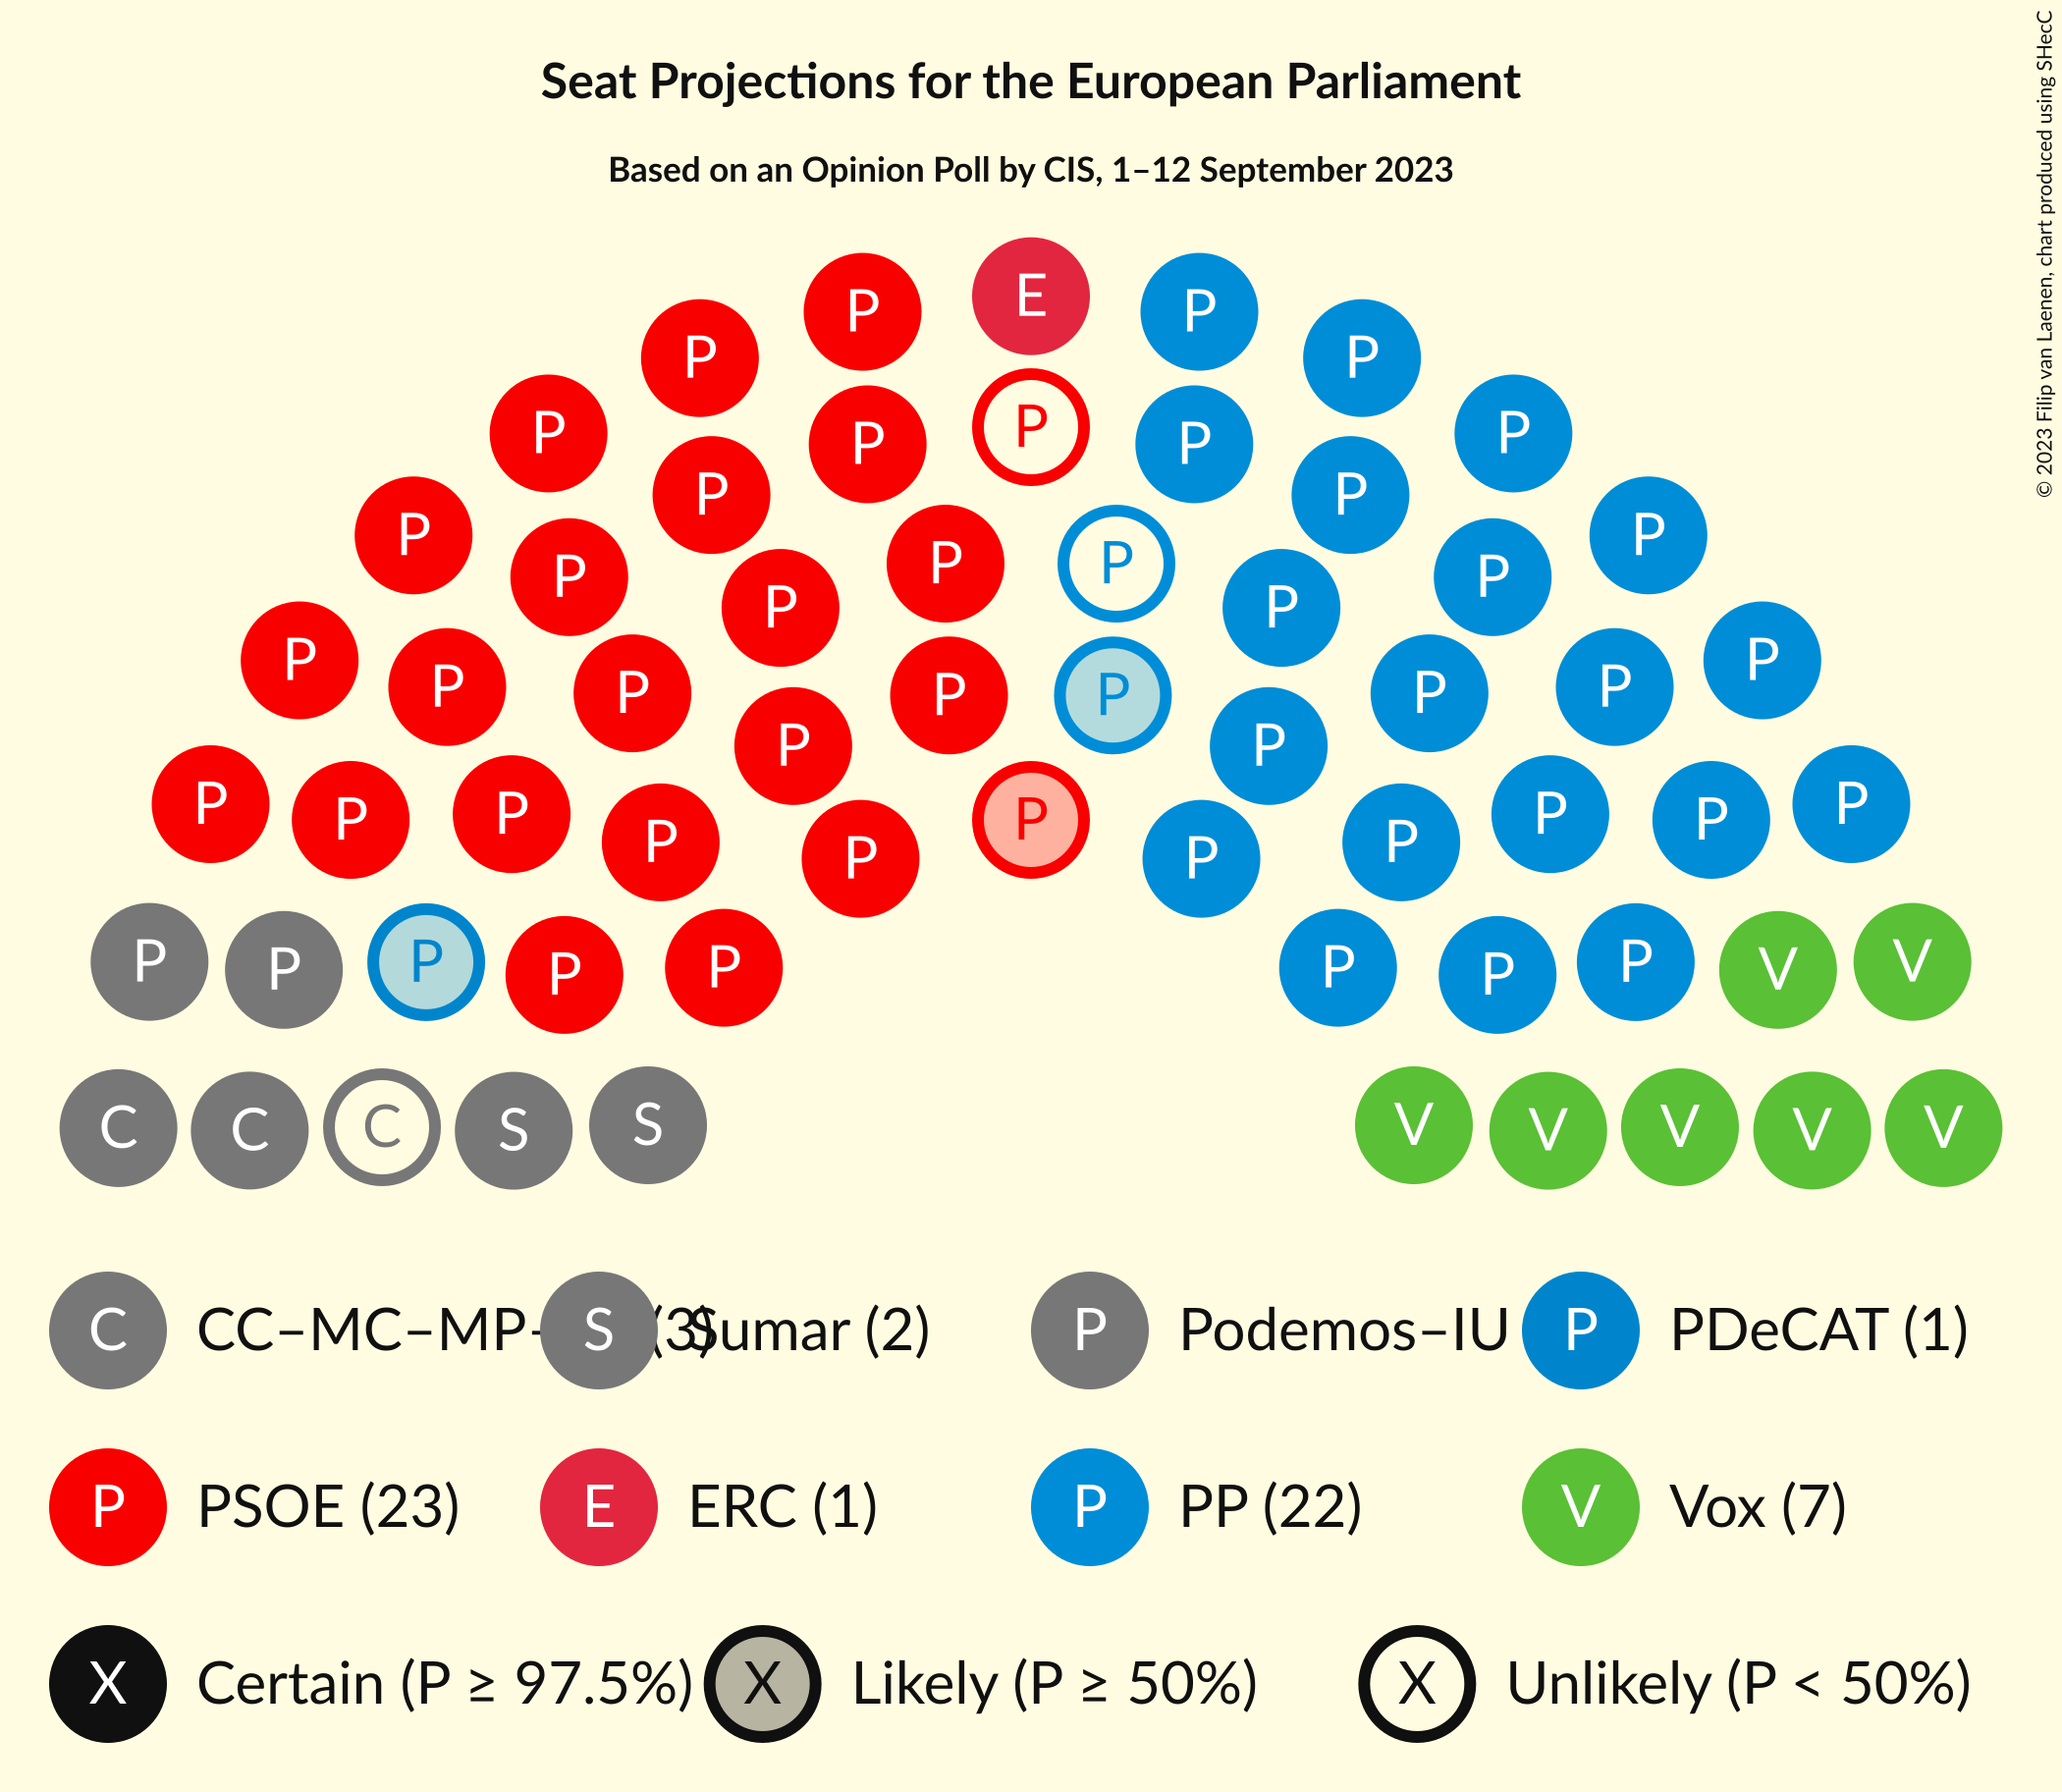 Seat Projections for the European Parliament
Based on an Opinion Poll by CIS, 1–12 September 2023
© 2023 Filip van Laenen, chart produced using SHecC
E
P P
P P
P
P P
P P
P P
P P
P P
P P
P P
P P
P P
P P
P P
P P
P P
P P P P
P P P P
P
P P
P P P P V V
P P P P
C C C S S V V V V V
C CC–MC–MP– (3) S Sumar (2) P Podemos–IU P PDeCAT (1)
P PSOE (23) E ERC (1) P PP (22) V Vox (7)
X Certain (P ≥ 97.5%) X Likely (P ≥ 50%) X Unlikely (P < 50%)